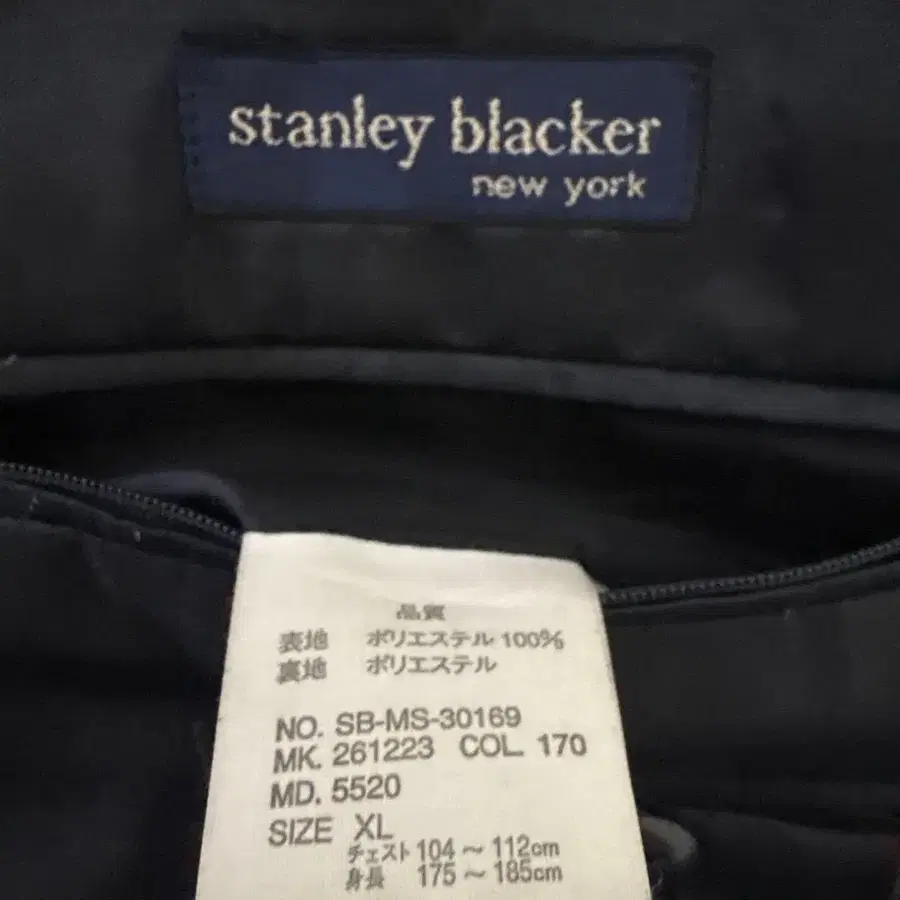 stanley blacker
new york
品質
表地 ポリエステル 100%
裏地 ポリエステル
NO. SB-MS-30169
MK. 261223 COL. 170
MD. 5520
SIZE XL
チェスト 104 ~ 112cm
身長 175 ~ 185cm